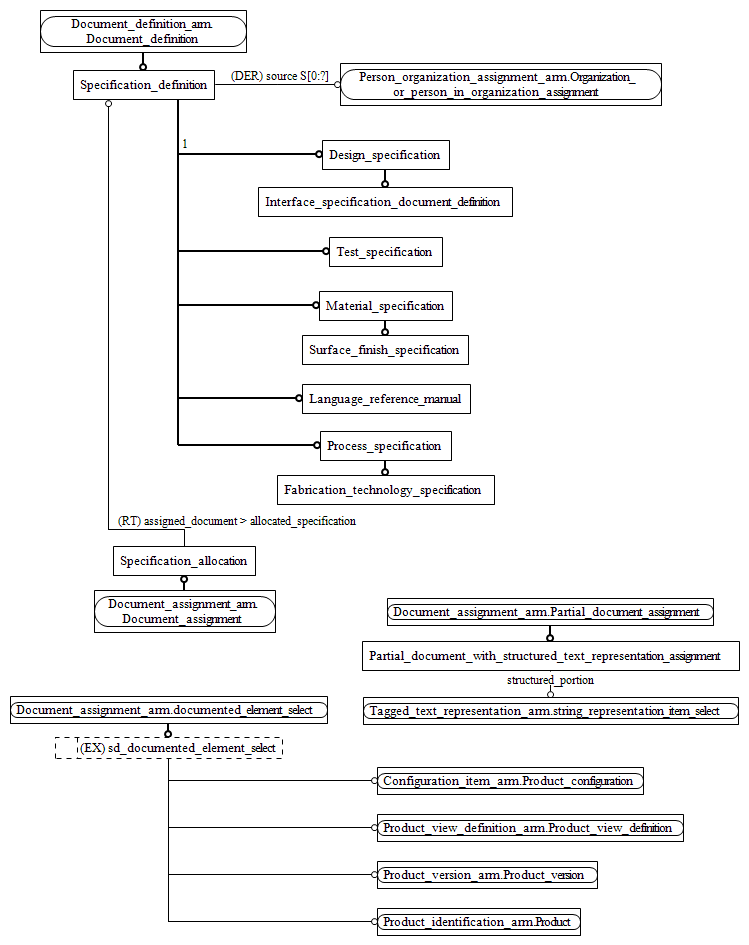 Document_definition_arm.
Document_definition
Specification_definition
(DER) source S[0:?]
Person_organization_assignment_arm.Organization_
or_person_in_organization_assignment
1
Design_specification
Interface_specification_document_definition
Test_specification
Material_specification
Surface_finish_specification
Language_reference_manual
Process_specification
Fabrication_technology_specification
(RT) assigned_document > allocated_specification
Specification_allocation
Document_assignment_arm.
Document_assignment
Document_assignment_arm.Partial_document_assignment
Partial_document_with_structured_text_representation_assignment
structured_portion
Tagged_text_representation_arm.string_representation_item_select
Document_assignment_arm.documented_element_select
(EX) sd_documented_element_select
Configuration_item_arm.Product_configuration
Product_view_definition_arm.Product_view_definition
Product_version_arm.Product_version
Product_identification_arm.Product